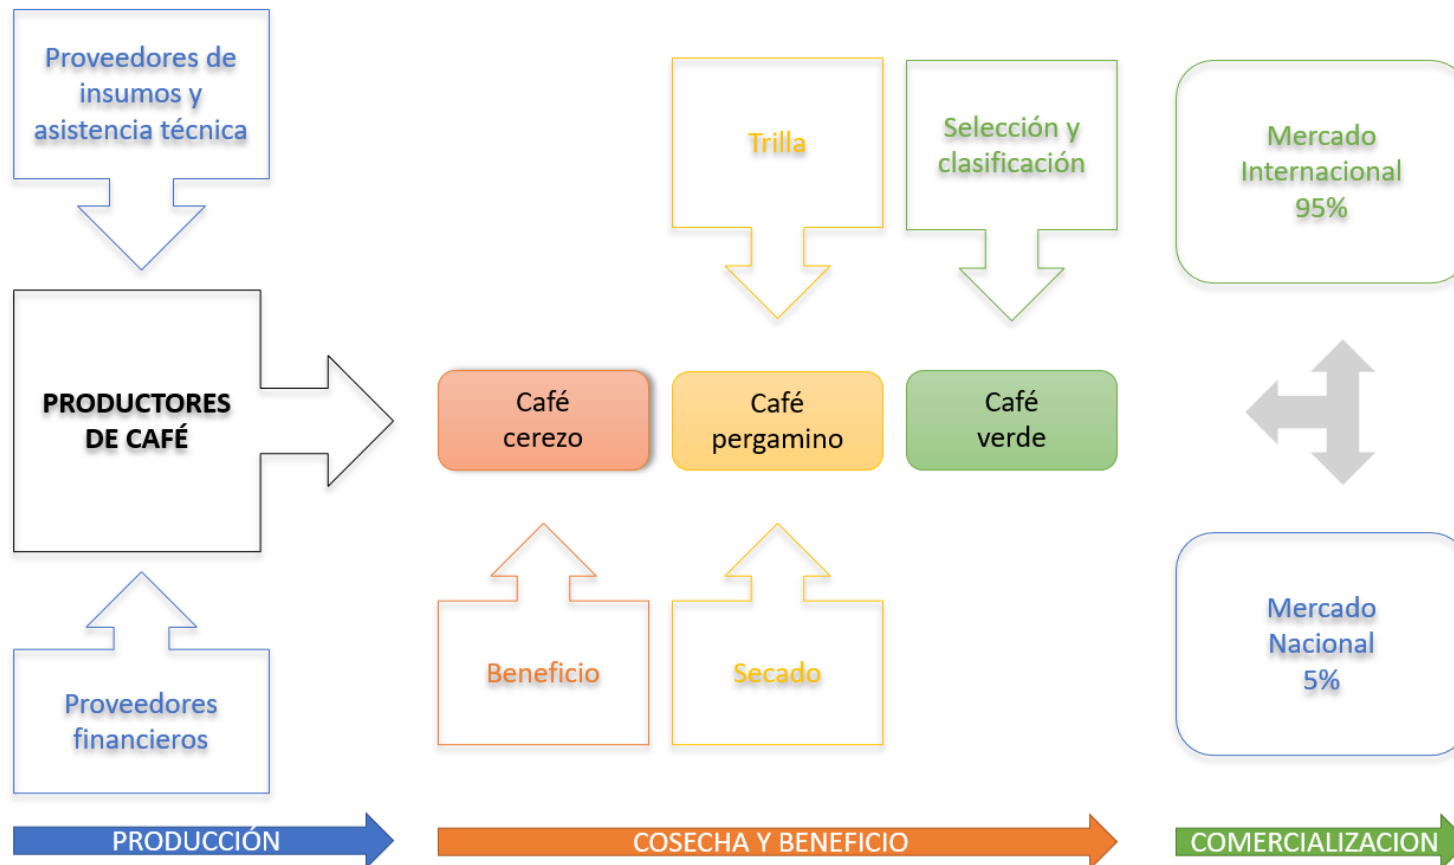 Proveedores de
insumos y
asistencia técnica
Trilla
Selección y
clasificación
Mercado
Internacional
95%
PRODUCTORES
DE CAFÉ
Café
cerezo
Café
pergamino
Café
verde
Proveedores
financieros
Beneficio
Secado
Mercado
Nacional
5%
PRODUCCIÓN
COSECHA Y BENEFICIO
COMERCIALIZACION